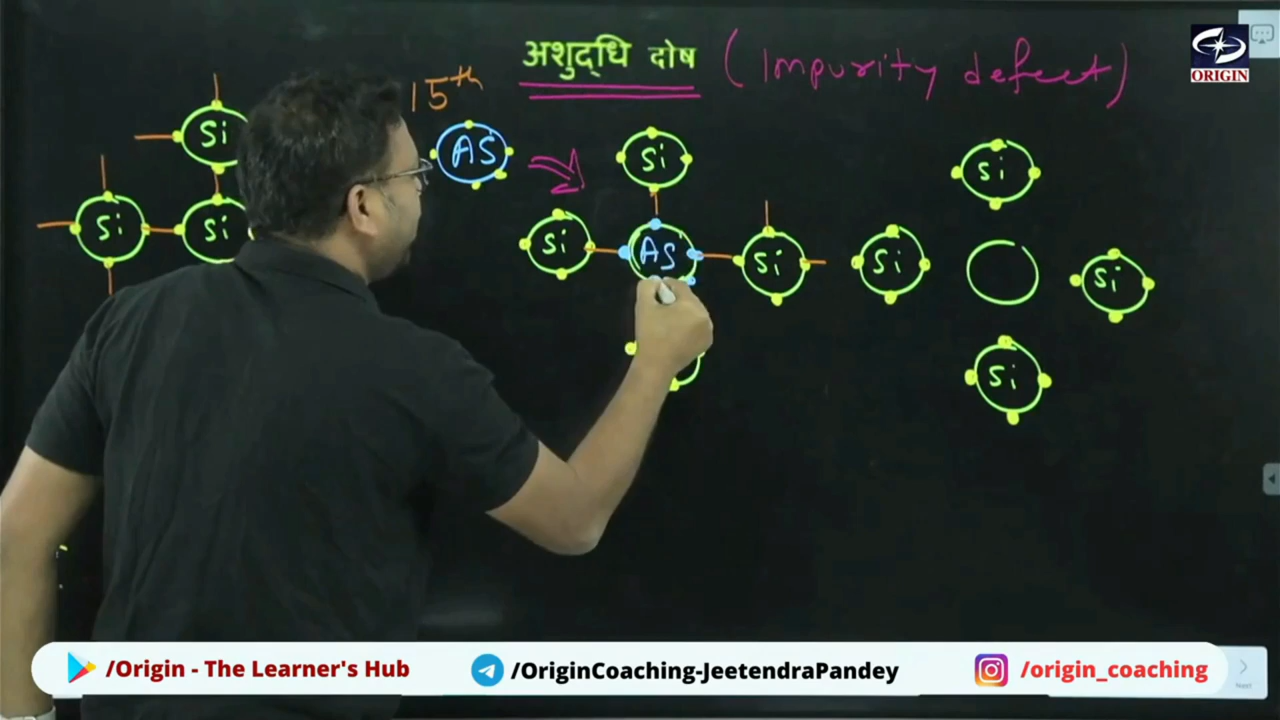 अशुद्धि दोष (Impurity defect)
ORIGIN
15th
Si
AS
Si
Si
Si
Si
Si
AS
Si
Si
Si
Si
Si
/Origin - The Learner's Hub
/OriginCoaching-JeetendraPandey
/origin_coaching
Next